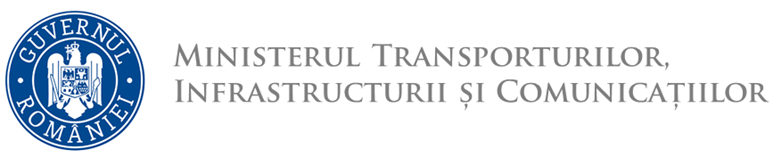 GUVERNUL
ROMÂNIEI
MINISTERUL TRANSPORTURILOR,
INFRASTRUCTURII ȘI COMUNICAȚIILOR